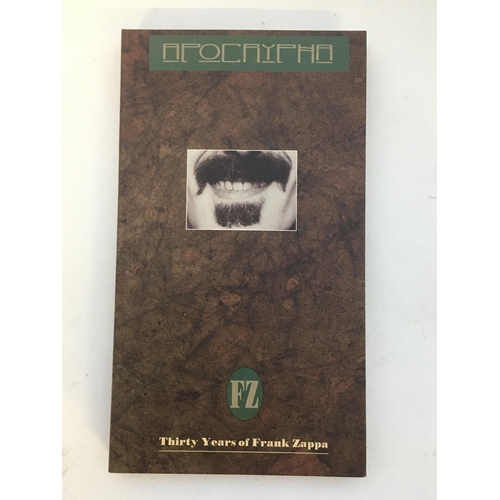 APOCRYPHA
FZ
Thirty Years of Frank Zappa